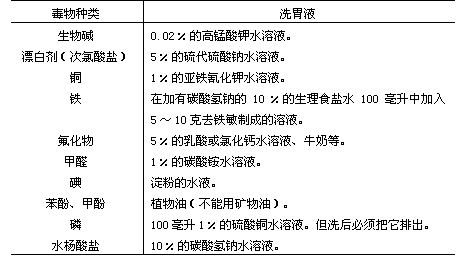 毒物种类 洗胃液
生物碱 0.02％的高锰酸钾水溶液。
漂白剂（次氯酸盐） 5％的硫代硫酸钠水溶液。
铜 1％的亚铁氰化钾水溶液。
铁 在加有碳酸氢钠的 10 ％的生理食盐水 100 毫升中加入
5～10 克去铁敏制成的溶液。
氟化物 5％的乳酸或氯化钙水溶液、牛奶等。
甲醛 1％的碳酸铵水溶液。
碘 淀粉的水液。
苯酚、甲酚 植物油（不能用矿物油）。
磷 100毫升1％的硫酸铜水溶液。但洗后必须把它排出。
水杨酸盐 10％的碳酸氢钠水溶液。